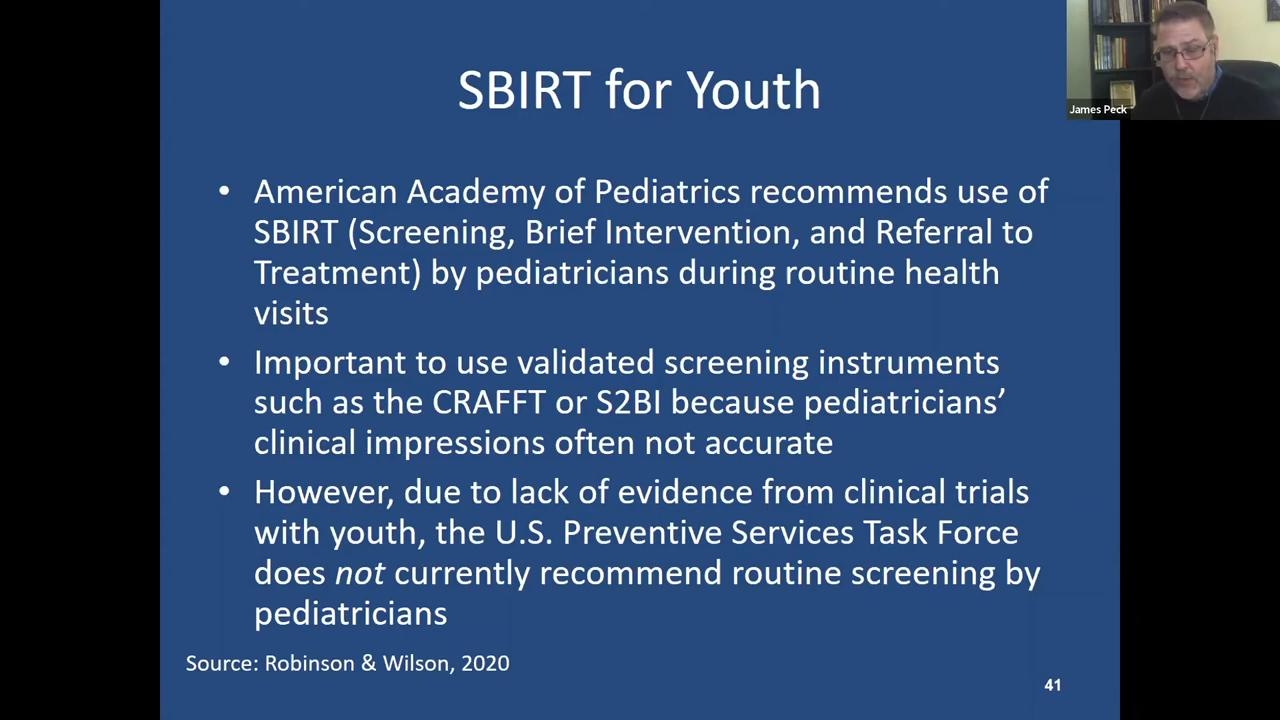 SBIRT for Youth
James Peck
• American Academy of Pediatrics recommends use of
SBIRT (Screening, Brief Intervention, and Referral to
Treatment) by pediatricians during routine health
visits
• Important to use validated screening instruments
such as the CRAFFT or S2BI because pediatricians’
clinical impressions often not accurate
• However, due to lack of evidence from clinical trials
with youth, the U.S. Preventive Services Task Force
does not currently recommend routine screening by
pediatricians
Source: Robinson & Wilson, 2020
41